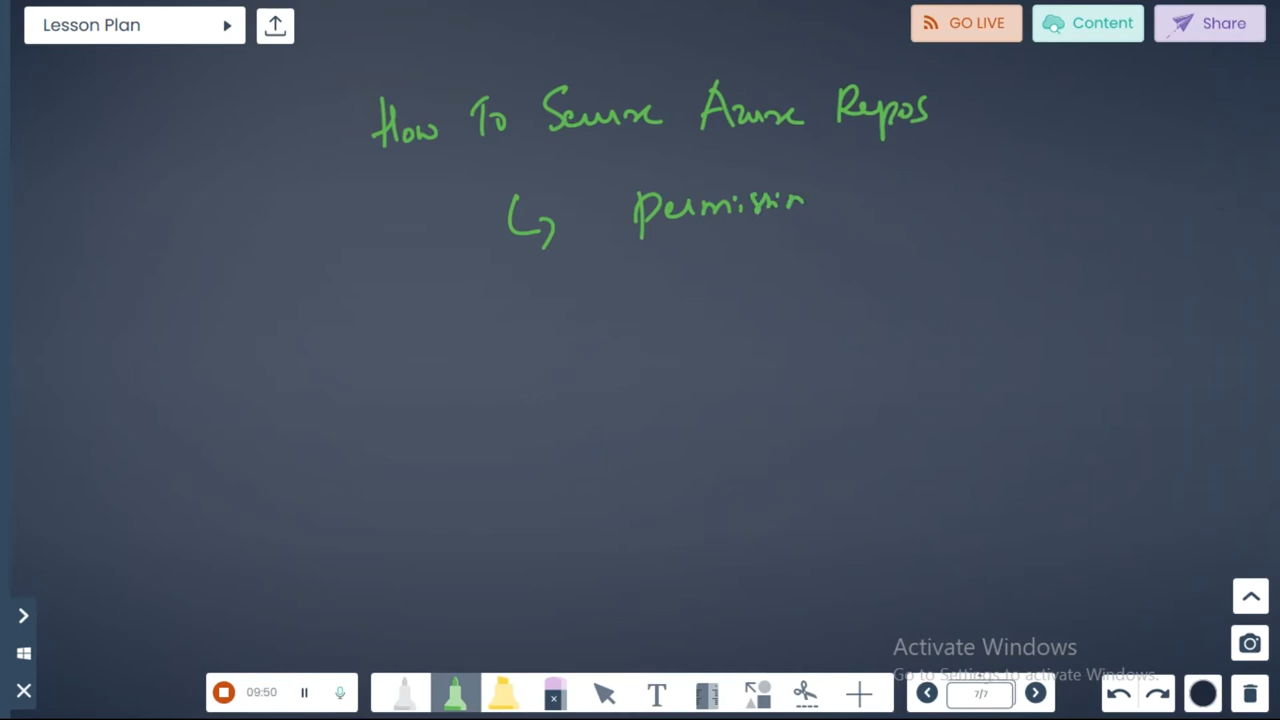 Lesson Plan
GO LIVE
Content
Share
How To Secure Azure Repos
Permission
Activate Windows
Go to Settings to activate Windows.
09:50
T
7/7